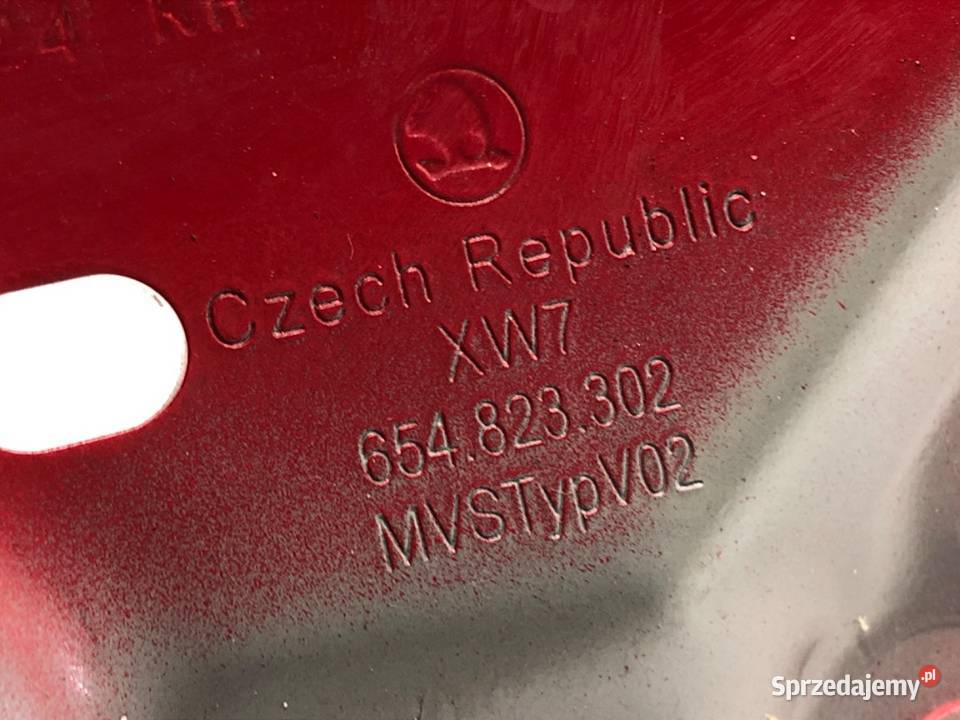 Czech Republic
XW7
654.823.302
MVSTypV02
Sprzedajemy.pl